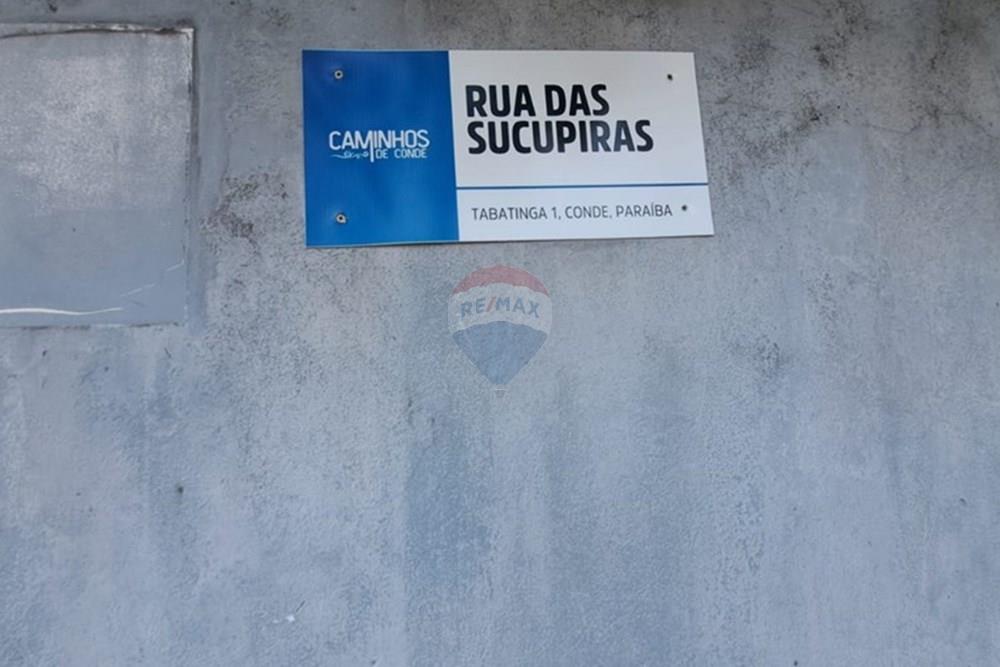 CAMINHOS
DE CONDE
RUA DAS
SUCUPIRAS
TABATINGA 1, CONDE, PARAÍBA
RE/MAX